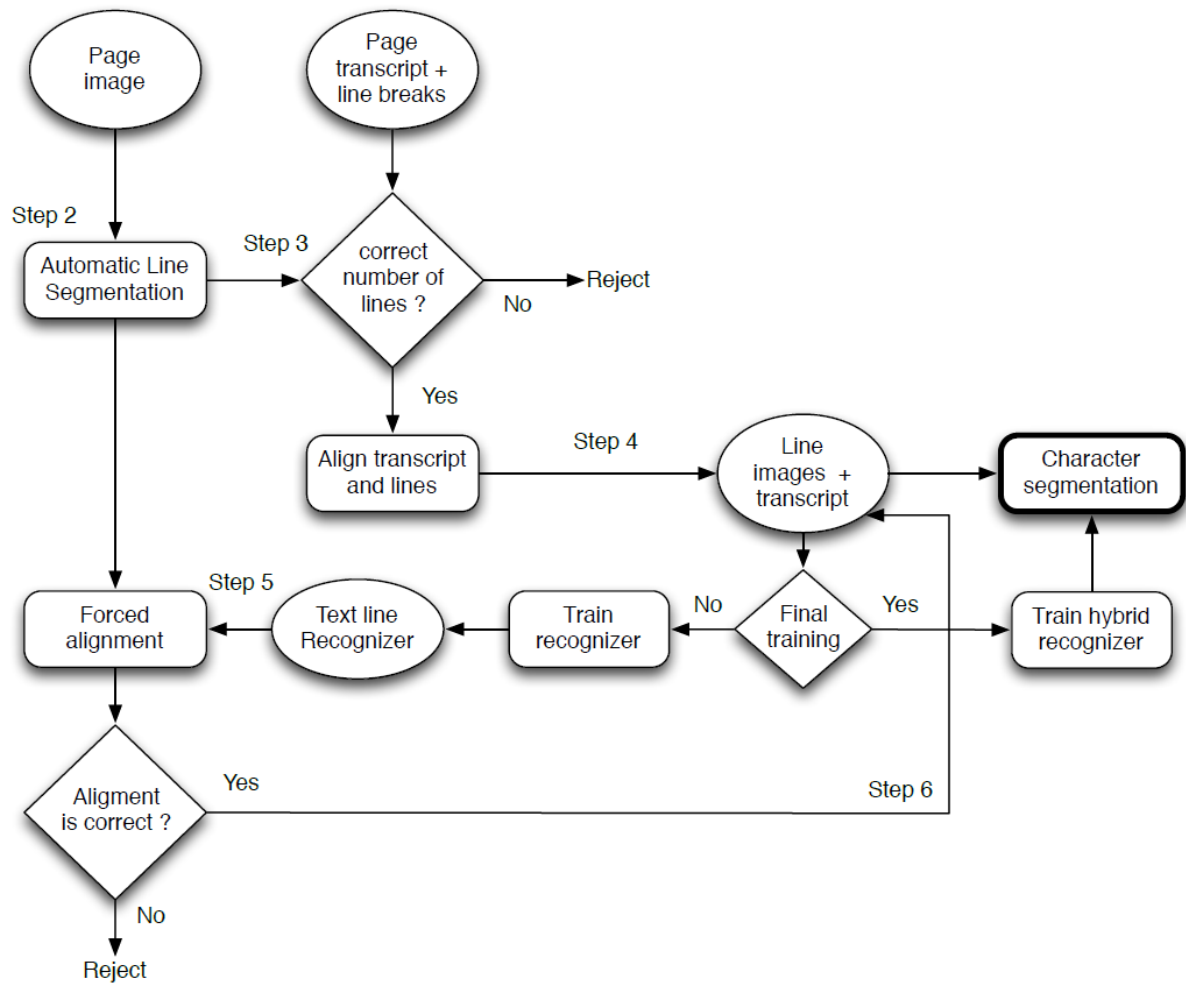 Page
image
Page
transcript +
line breaks
Step 2
Step 3
Automatic Line
Segmentation
correct
number of
lines ?
No
Reject
Yes
Align transcript
and lines
Step 4
Line
images +
transcript
Character
segmentation
Step 5
Forced
alignment
Text line
Recognizer
Train
recognizer
No
Final
training
Yes
Train hybrid
recognizer
Aligment
is correct ?
Yes
Step 6
No
Reject